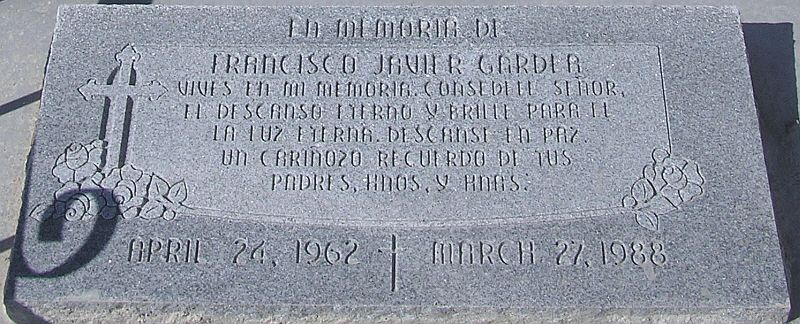 EN MEMORIA DE
FRANCISCO JAVIER GARDEA
VIVES EN MI MEMORIA. CONSEDELE SEÑOR,
EL DESCANSO ETERNO Y BRILLE PARA EL
LA LUZ ETERNA. DESCANSE EN PAZ.
UN CARINOZO RECUERDO DE TUS
PADRES, HNOS, Y HNAS.
APRIL 24, 1962 MARCH 27, 1988